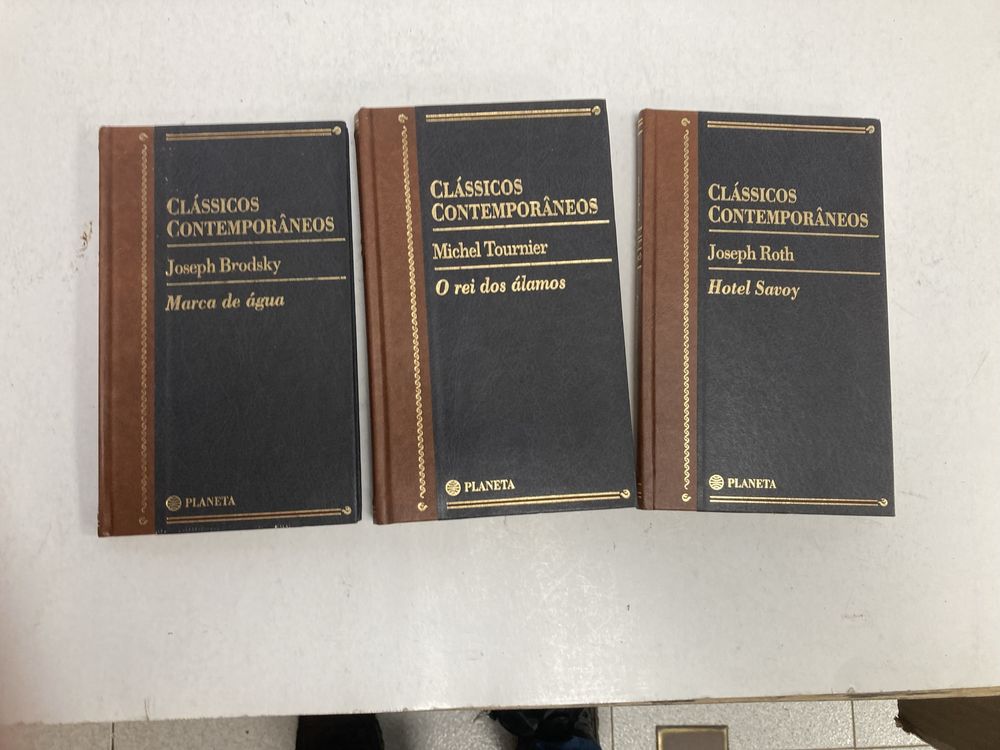 CLÁSSICOS
CONTEMPORÂNEOS
Joseph Brodsky
Marca de água
PLANETA
CLÁSSICOS
CONTEMPORÂNEOS
Michel Tournier
O rei dos álamos
PLANETA
CLÁSSICOS
CONTEMPORÂNEOS
Joseph Roth
Hotel Savoy
PLANETA